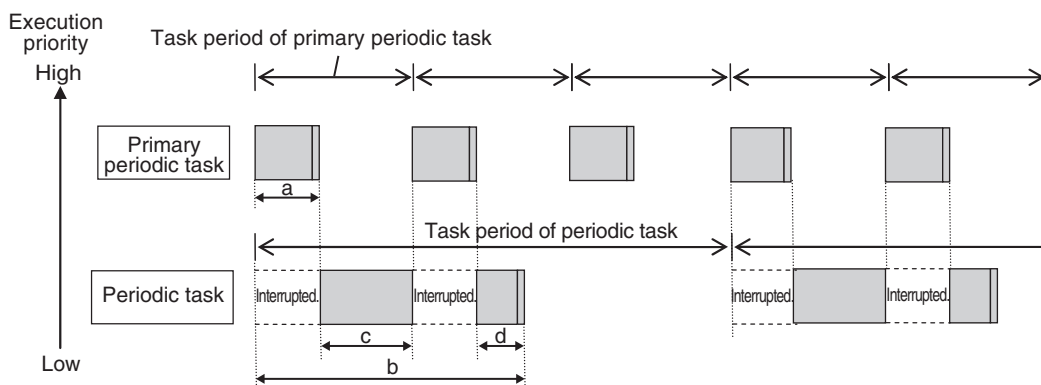 Execution
priority
High
Task period of primary periodic task
Primary
periodic task
a
Task period of periodic task
Periodic task
Interrupted.
Interrupted.
Interrupted.
Interrupted.
c
d
b
Low